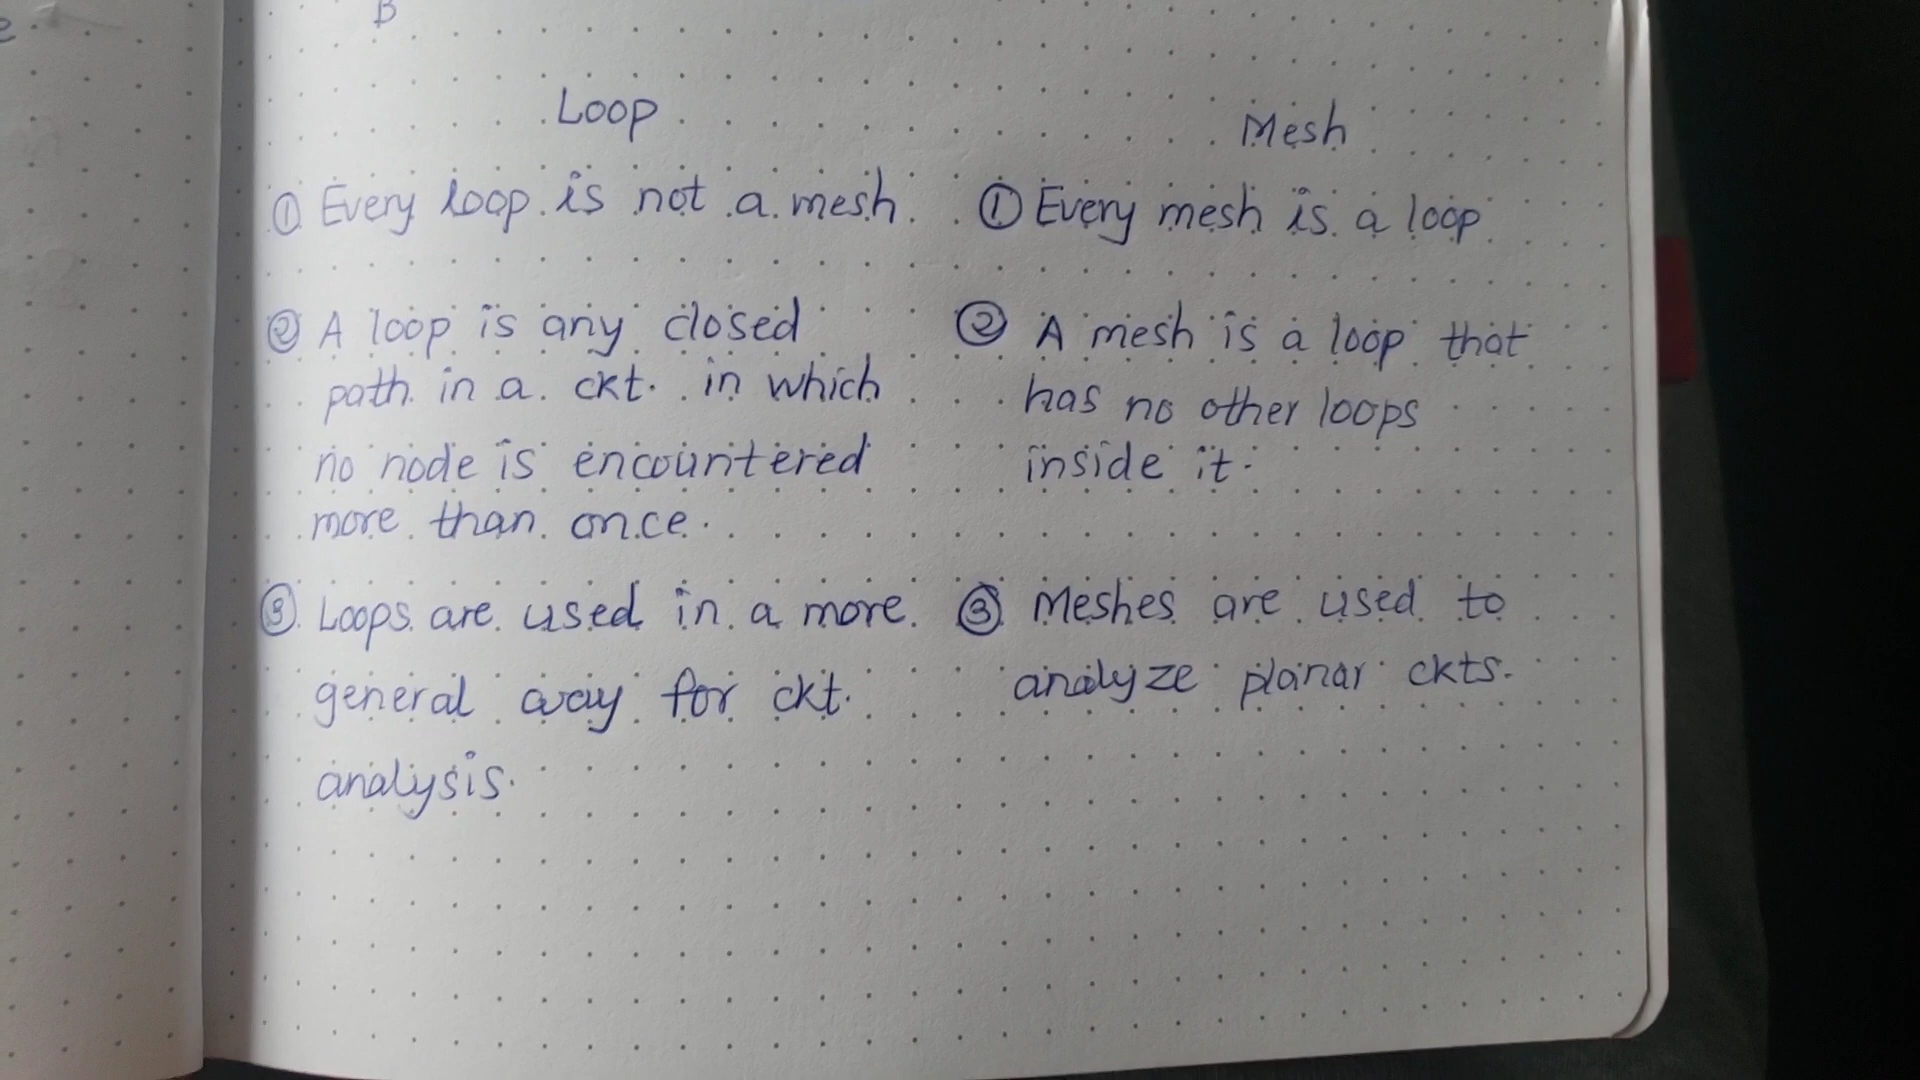 B
Loop
Mesh
① Every loop is not a mesh.
① Every mesh is a loop.
② A loop is any closed
path in a ckt. in which
no node is encountered
more than once.
② A mesh is a loop that
has no other loops
inside it.
③ Loops are used in a more
general way for ckt.
analysis.
③ Meshes are used to
analyze planar ckts.